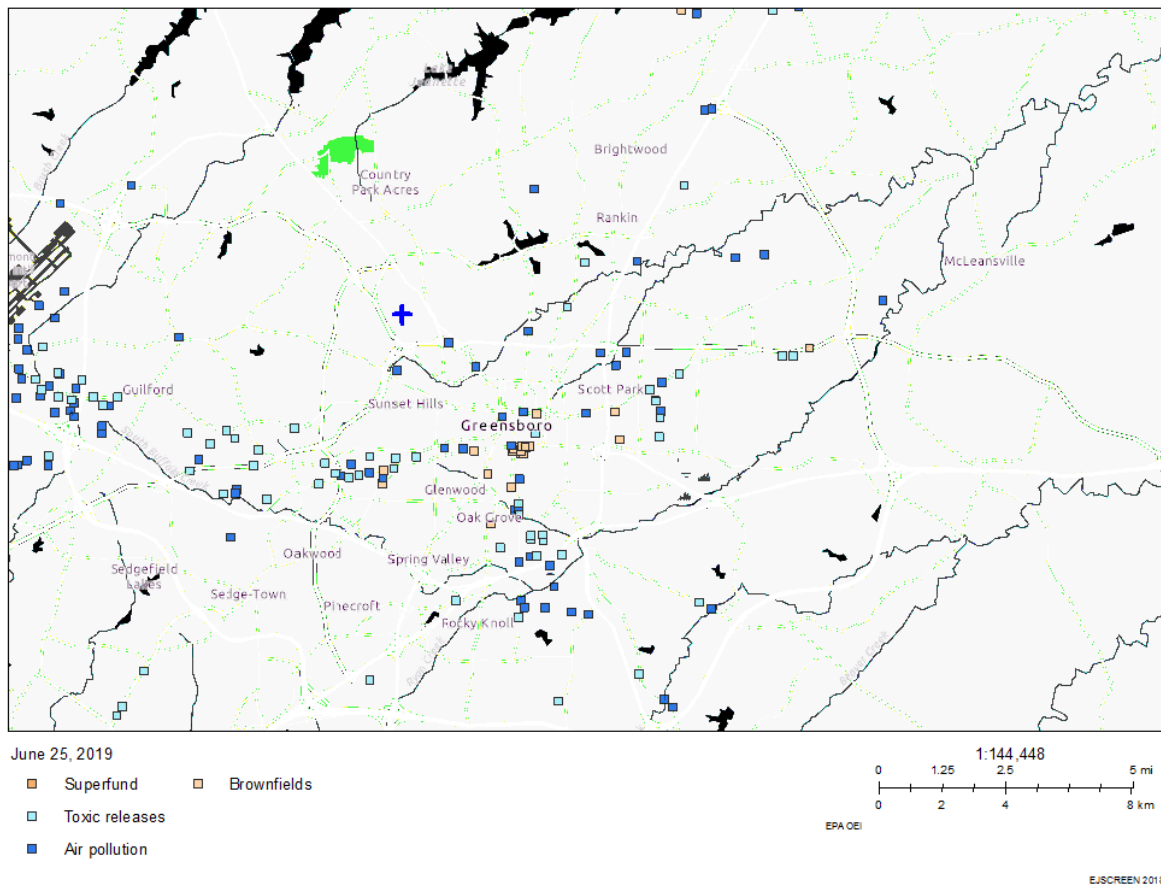 Brightwood
Country
Park Acres
Rankin
McLeansville
Guilford
Scott Park
Sunset Hills
Greensboro
Glenwood
Oak Grove
Oakwood
Spring Valley
Sedgefield
Lakes
Sedge-Town
Pinecroft
Rocky Knoll
June 25, 2019
1:144,448
0 1.25 2.5 5 mi
0 2 4 8 km
Superfund
Brownfields
Toxic releases
Air pollution
EPA OEI
EJSCREEN 2018